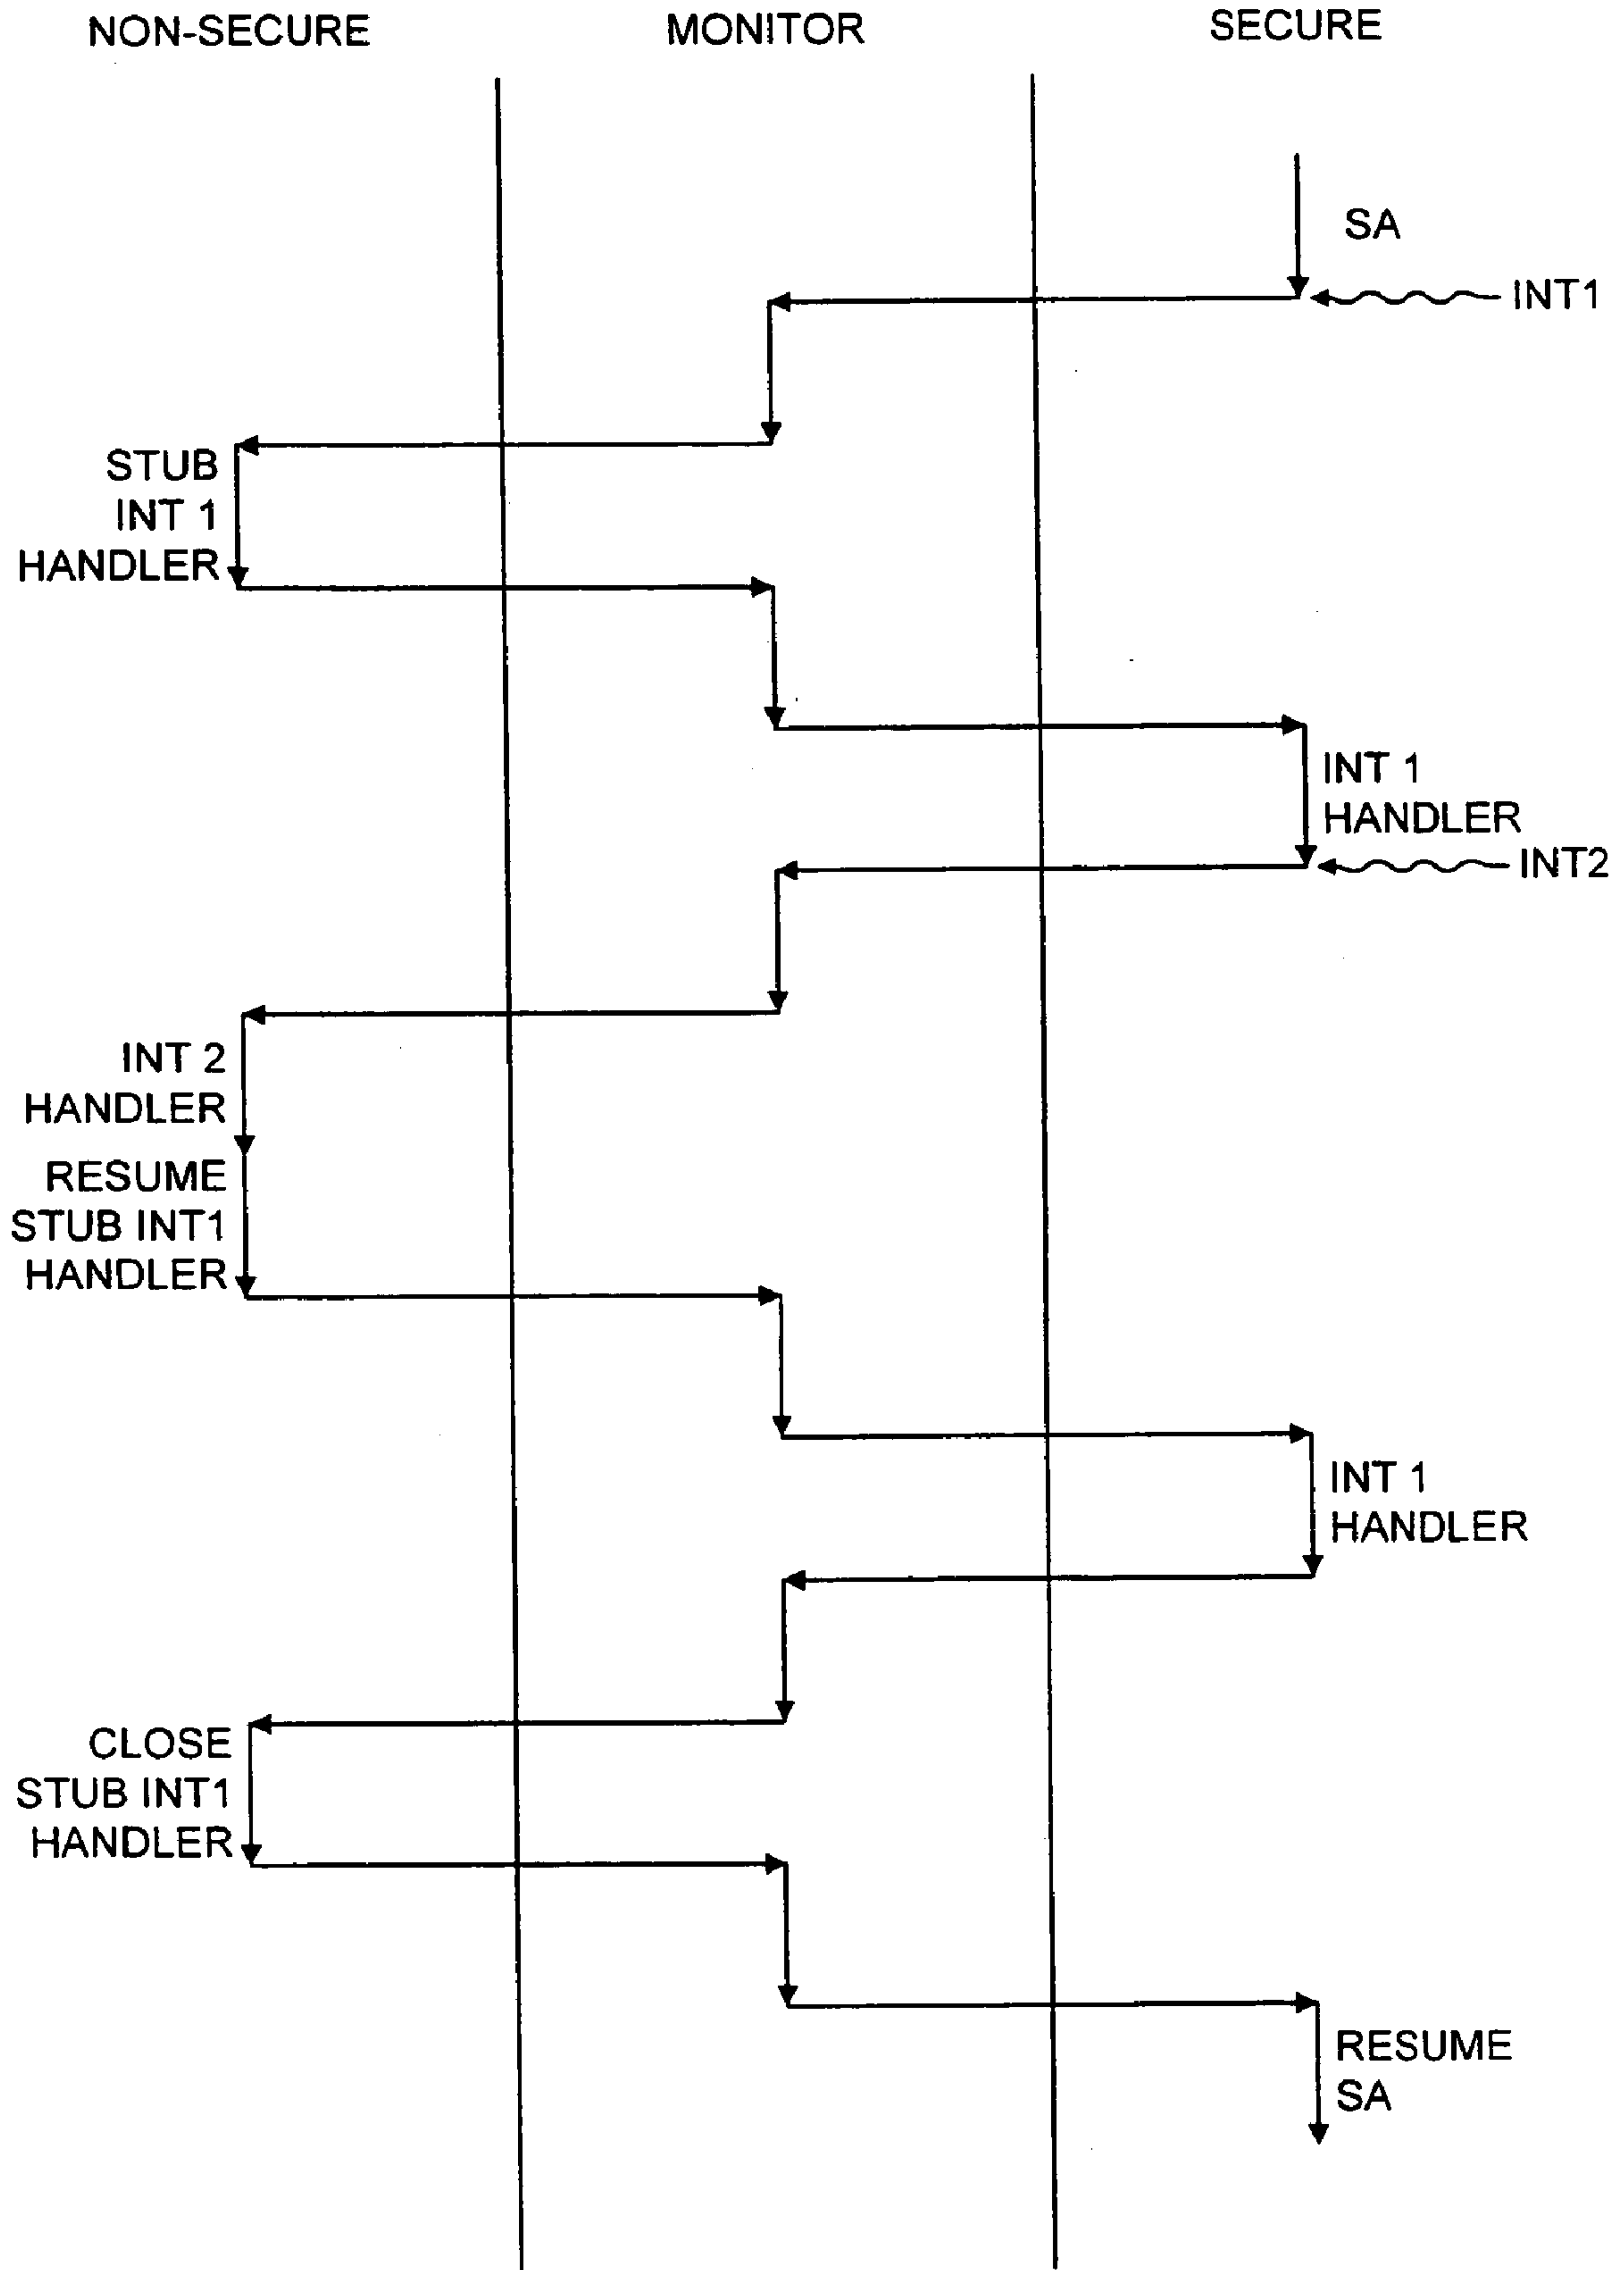 NON-SECURE MONITOR SECURE
SA
INT1
STUB
INT 1
HANDLER
INT 1
HANDLER
INT2
INT 2
HANDLER
RESUME
STUB INT1
HANDLER
INT 1
HANDLER
CLOSE
STUB INT1
HANDLER
RESUME
SA